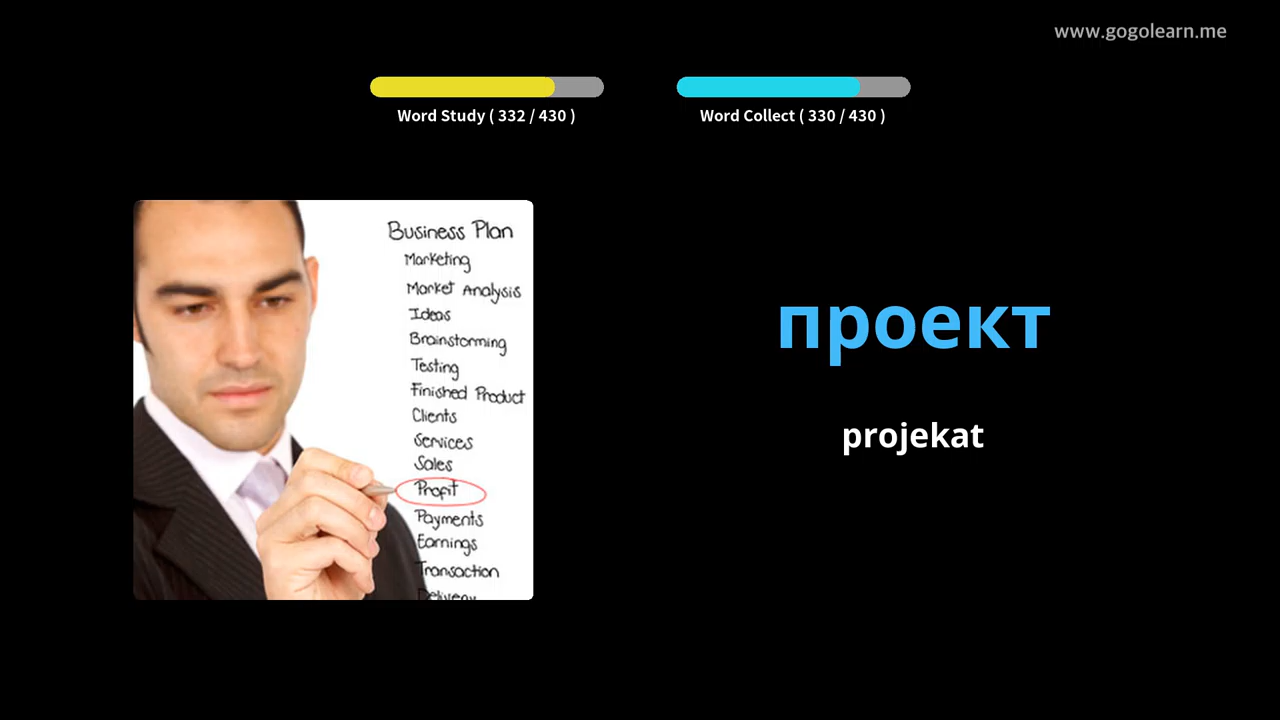 www.gogolearn.me
Word Study ( 332 / 430 )
Word Collect ( 330 / 430 )
Business Plan
Marketing
Market Analysis
Ideas
Brainstorming
Testing
Finished Product
Clients
Services
Sales
Profit
Payments
Earnings
Transaction
Delivery
проект
projekat